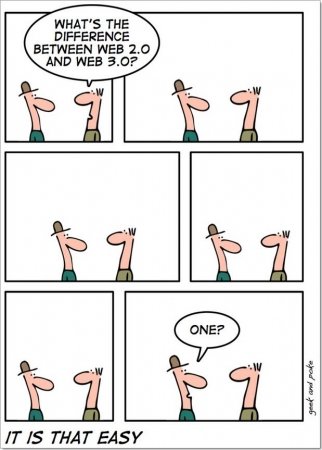 WHAT'S THE
DIFFERENCE
BETWEEN WEB 2.0
AND WEB 3.0?
ONE?
geek and poke
IT IS THAT EASY